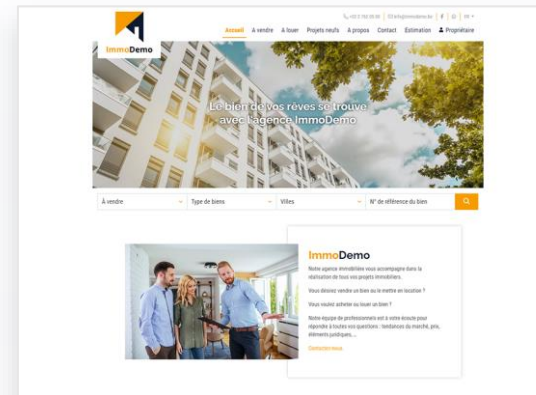 ImmoDemo
Accueil A vendre A louer Projets neufs A propos Contact Estimation Propriétaire
Le bien de vos rêves se trouve
avec l'agence ImmoDemo
À vendre Type de biens Villes N° de référence du bien
ImmoDemo
Notre agence immobilière vous accompagne dans la
réalisation de tous vos projets immobiliers.
Vous désirez vendre un bien ou le mettre en location ?
Vous voulez acheter ou louer un bien ?
Notre équipe de professionnels est à votre écoute pour
répondre à toutes vos questions : tendances du marché, prix,
éléments juridiques,...
Contactez-nous